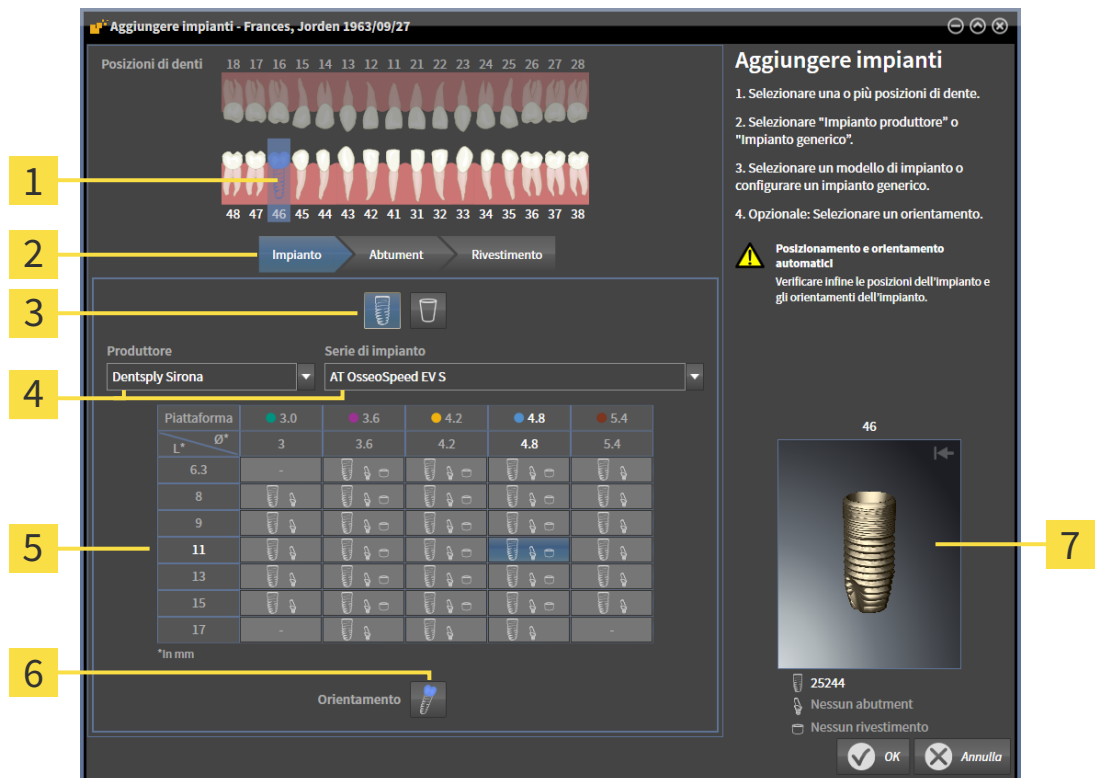 Aggiungere impianti - Frances, Jorden 1963/09/27
Posizioni di denti
18 17 16 15 14 13 12 11 21 22 23 24 25 26 27 28
48 47 46 45 44 43 42 41 31 32 33 34 35 36 37 38
1
2
Impianto Abtument Rivestimento
3
Produttore Serie di impianto
4
Dentsply Sirona AT OsseoSpeed EV S
Piattaforma 3.0 3.6 4.2 4.8 5.4
L* Ø* 3 3.6 4.2 4.8 5.4
6.3 -
8
9
5
11
13
15
17 - -
*In mm
6
Orientamento
Aggiungere impianti
1. Selezionare una o più posizioni di dente.
2. Selezionare "Impianto produttore" o
"Impianto generico”.
3. Selezionare un modello di impianto o
configurare un impianto generico.
4. Opzionale: Selezionare un orientamento.
Posizionamento e orientamento
automatici
Verificare infine le posizioni dell'impianto e
gli orientamenti dell'impianto.
46
7
25244
Nessun abutment
Nessun rivestimento
OK Annulla